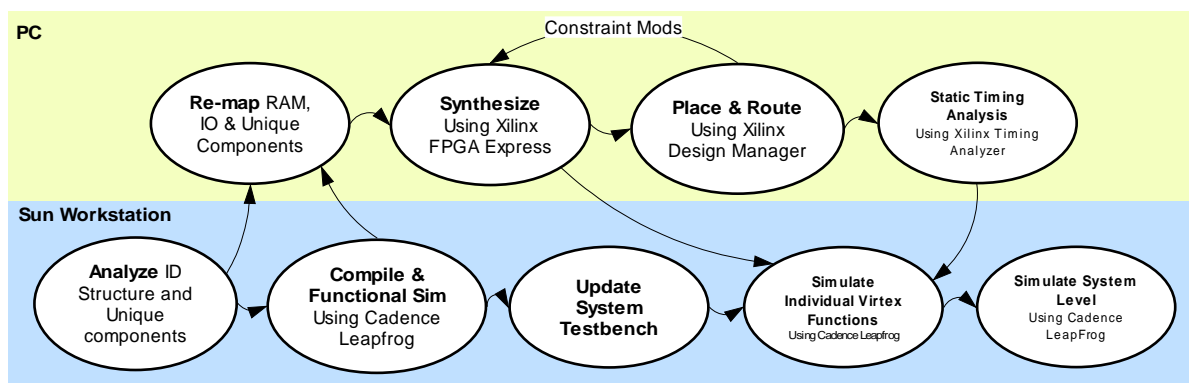 PC
Constraint Mods
Re-map RAM,
IO & Unique
Components
Synthesize
Using Xilinx
FPGA Express
Place & Route
Using Xilinx
Design Manager
Static Timing
Analysis
Using Xilinx Timing
Analyzer
Sun Workstation
Analyze ID
Structure and
Unique
components
Compile &
Functional Sim
Using Cadence
Leapfrog
Update
System
Testbench
Simulate
Individual Virtex
Functions
Using Cadence Leapfrog
Simulate System
Level
Using Cadence
LeapFrog